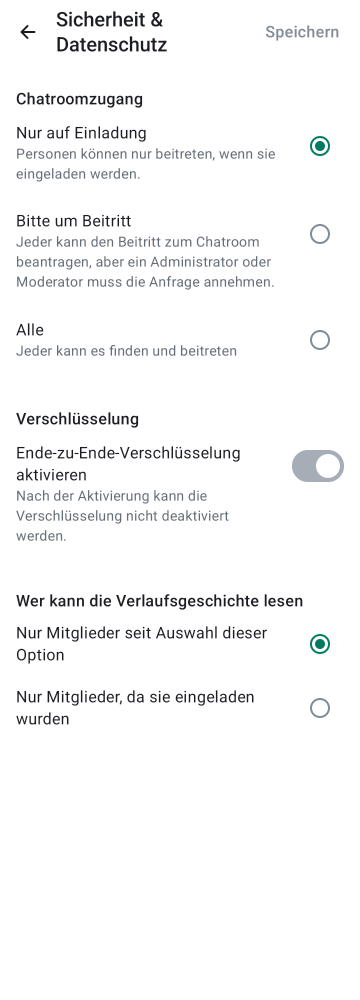 Sicherheit &
Datenschutz
Speichern
Chatroomzugang
Nur auf Einladung
Personen können nur beitreten, wenn sie
eingeladen werden.
Bitte um Beitritt
Jeder kann den Beitritt zum Chatroom
beantragen, aber ein Administrator oder
Moderator muss die Anfrage annehmen.
Alle
Jeder kann es finden und beitreten
Verschlüsselung
Ende-zu-Ende-Verschlüsselung
aktivieren
Nach der Aktivierung kann die
Verschlüsselung nicht deaktiviert
werden.
Wer kann die Verlaufsgeschichte lesen
Nur Mitglieder seit Auswahl dieser
Option
Nur Mitglieder, da sie eingeladen
wurden